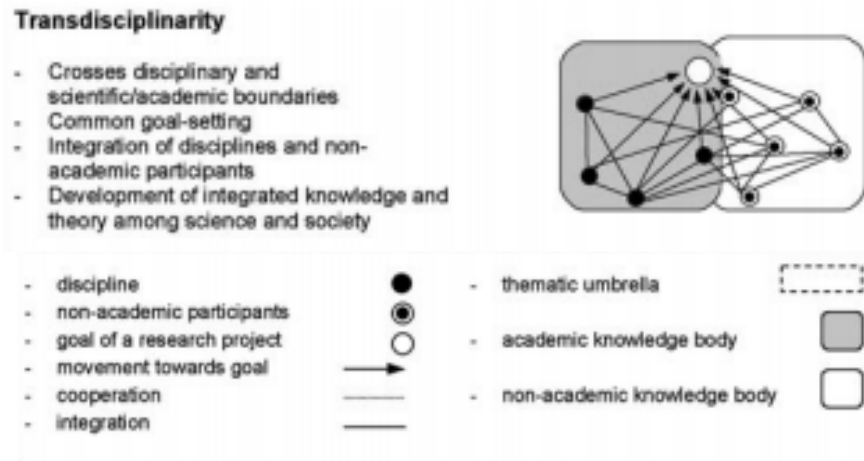 Transdisciplinarity
- Crosses disciplinary and
scientific/academic boundaries
- Common goal-setting
- Integration of disciplines and non-
academic participants
- Development of integrated knowledge and
theory among science and society
- discipline
- non-academic participants
- goal of a research project
- movement towards goal
- cooperation
- integration
- thematic umbrella
- academic knowledge body
- non-academic knowledge body